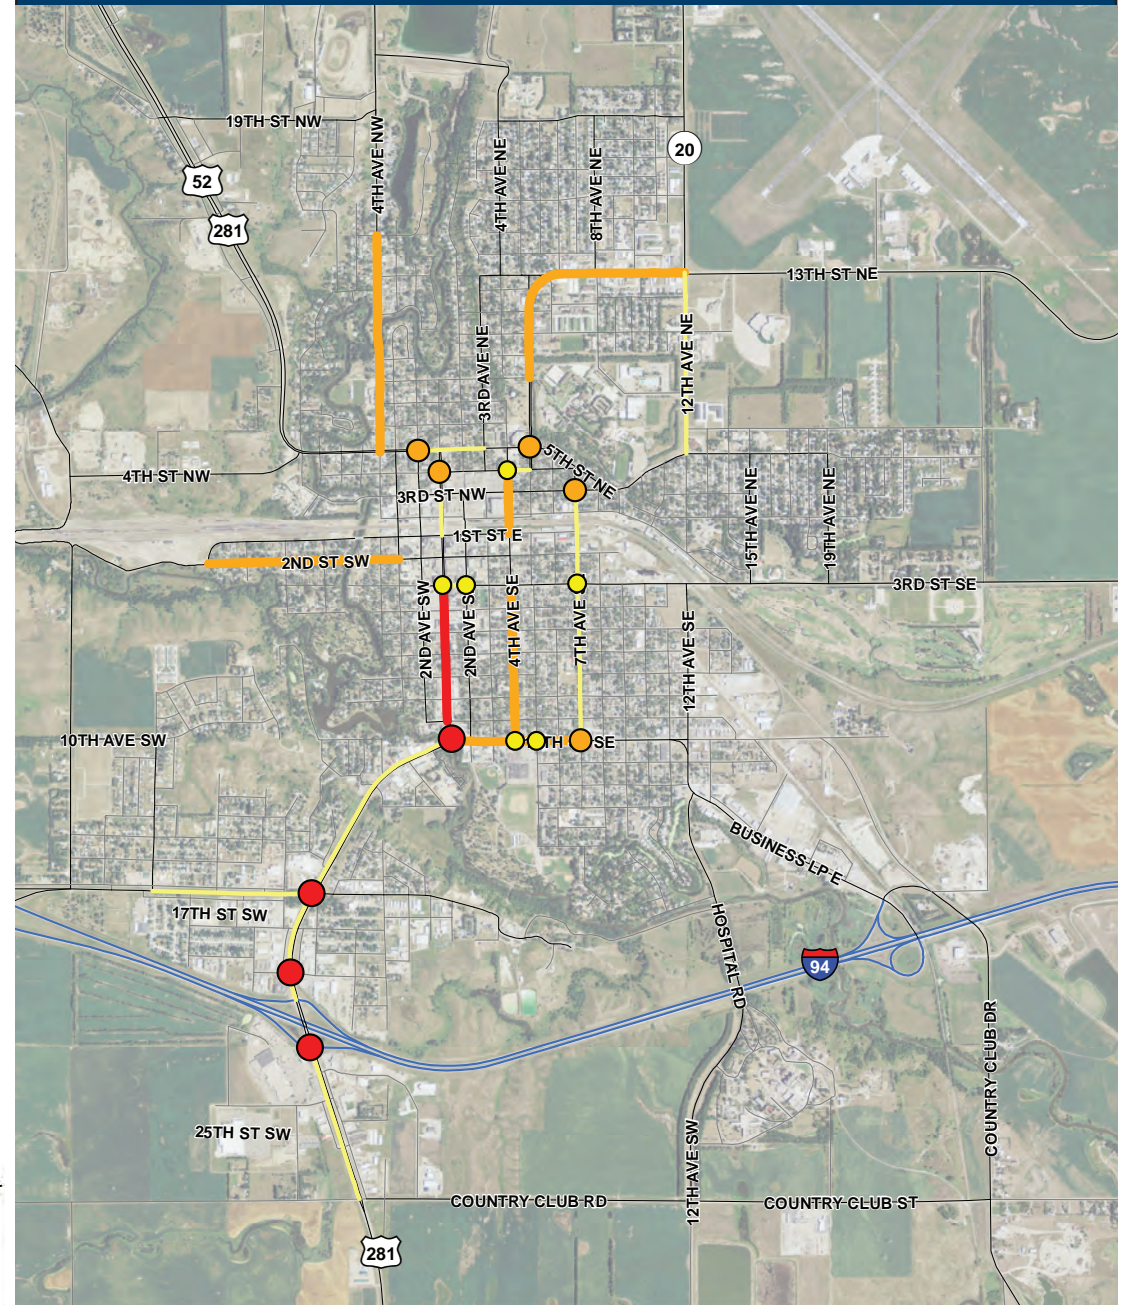 19TH ST NW
4TH AVE NW
4TH AVE NE
8TH AVE NE
20
52
281
13TH ST NE
3RD AVE NE
12TH AVE NE
5TH ST NE
4TH ST NW
3RD ST NW
15TH AVE NE
19TH AVE NE
1ST ST E
2ND ST SW
3RD ST SE
2ND AVE SW
2ND AVE S
4TH AVE SE
7TH AVE
12TH AVE SE
10TH AVE SW
TH SE
BUSINESS LP E
17TH ST SW
HOSPITAL RD
94
COUNTRY CLUB DR
25TH ST SW
12TH AVE SW
COUNTRY CLUB RD
COUNTRY CLUB ST
281